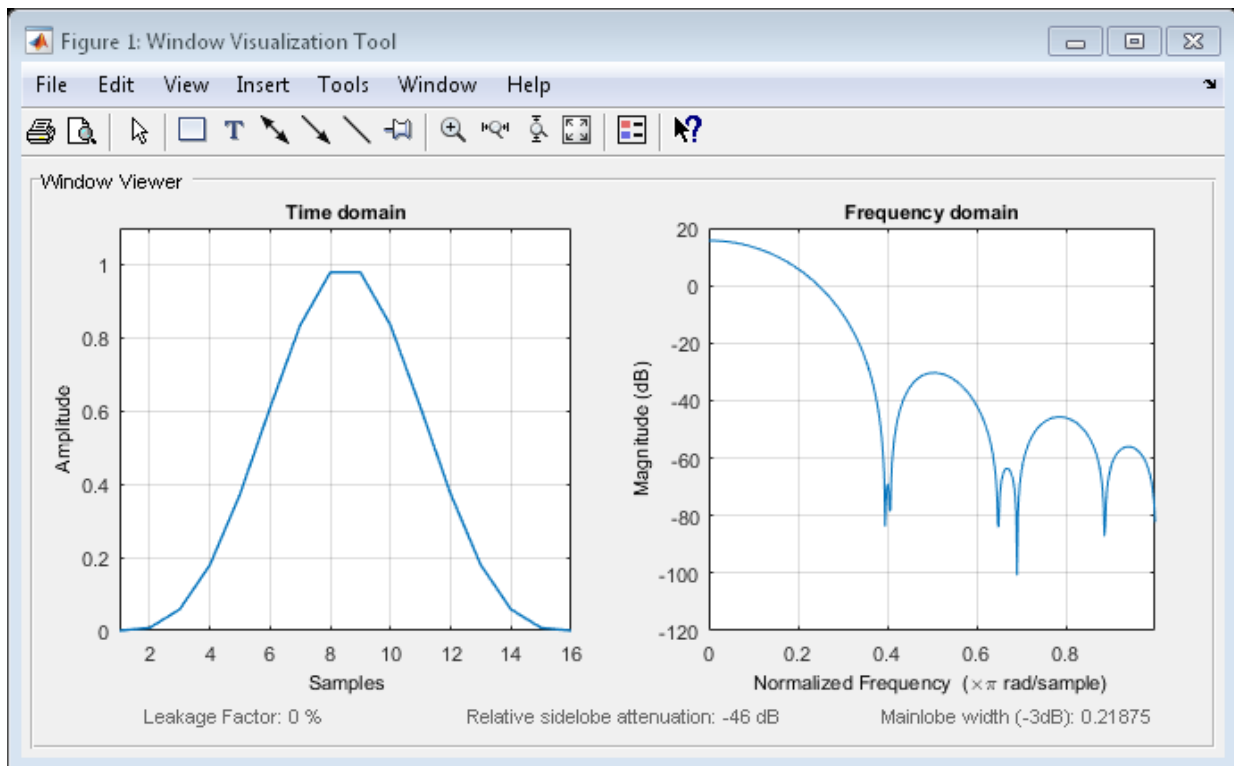 Figure 1: Window Visualization Tool
File Edit View Insert Tools Window Help
T
Window Viewer
Time domain
1
0.8
0.6
0.4
0.2
0
Amplitude
2 4 6 8 10 12 14 16
Samples
Frequency domain
20
0
-20
-40
-60
-80
-100
-120
Magnitude (dB)
0 0.2 0.4 0.6 0.8
Normalized Frequency (×π rad/sample)
Leakage Factor: 0 % Relative sidelobe attenuation: -46 dB Mainlobe width (-3dB): 0.21875